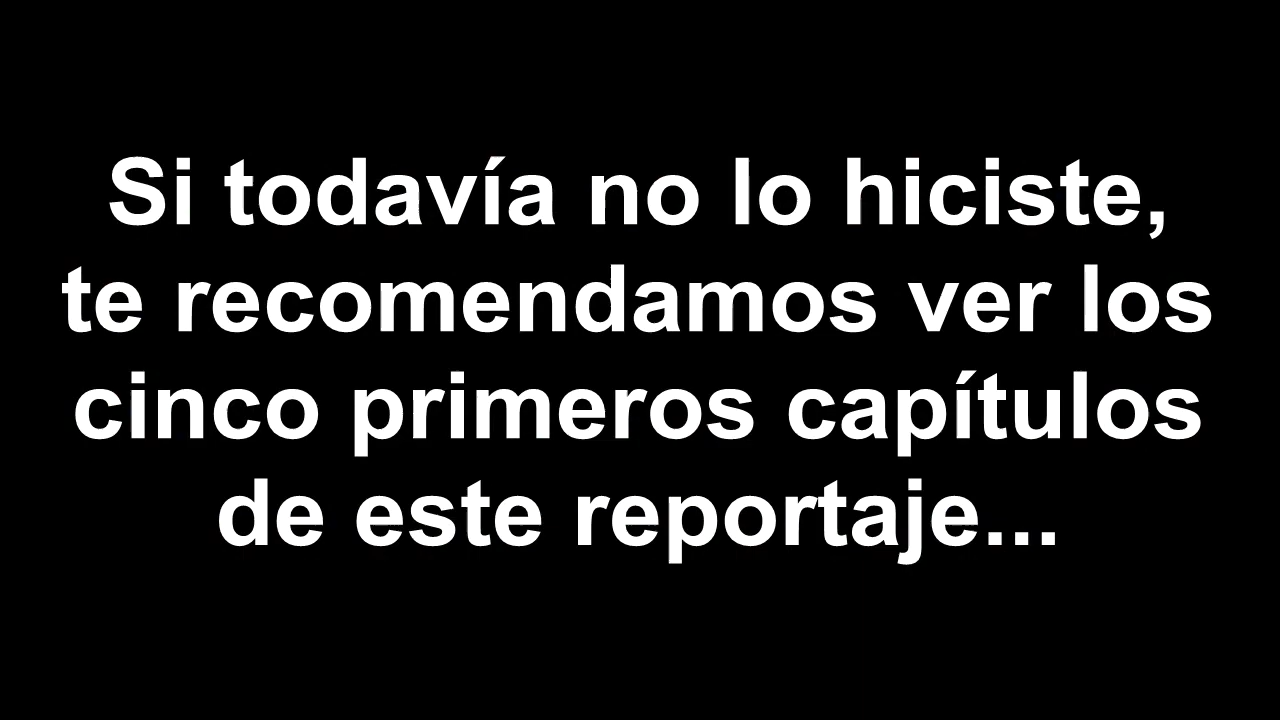 Si todavía no lo hiciste,
te recomendamos ver los
cinco primeros capítulos
de este reportaje...